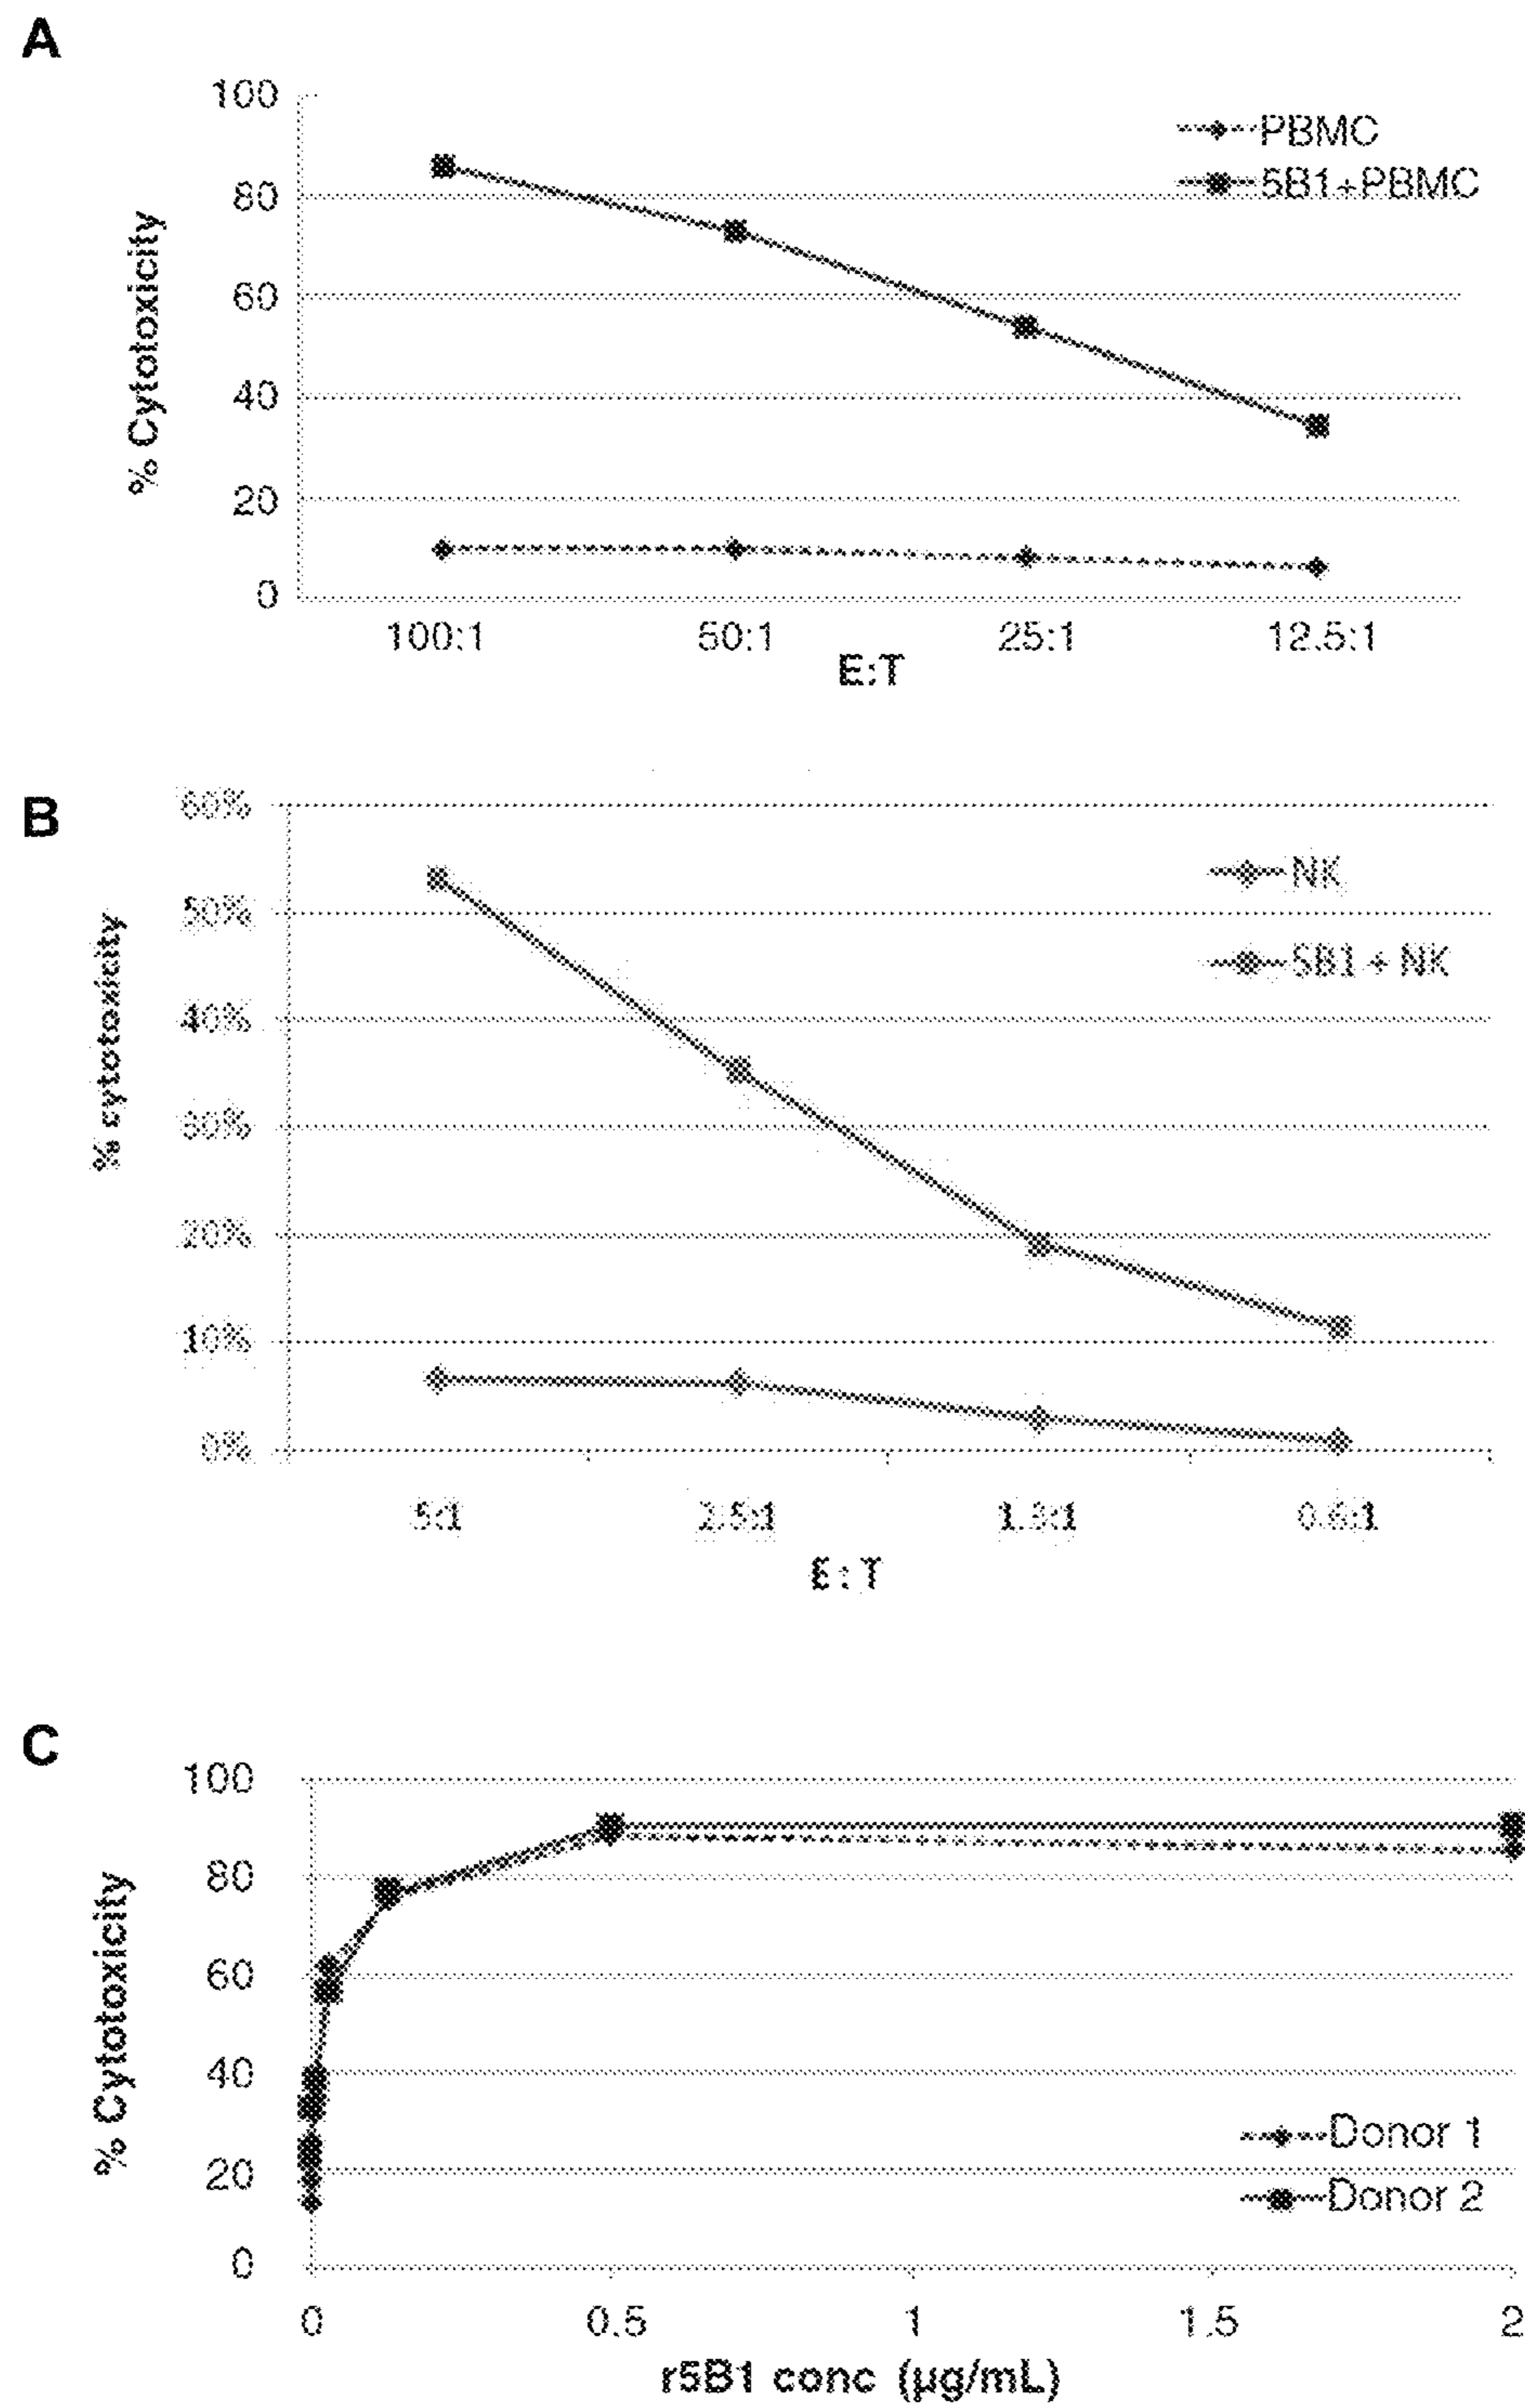 A
100
80
60
40
20
0
% Cytotoxicity
PBMC
5B1+PBMC
100:1 50:1 25:1 12.5:1
E:T
B
60%
50%
40%
30%
20%
10%
0%
% cytotoxicity
NK
5B1 + NK
5:1 2.5:1 1.3:1 0.6:1
E : T
C
100
80
60
40
20
0
% Cytotoxicity
Donor 1
Donor 2
0 0.5 1 1.5 2
r5B1 conc (µg/mL)